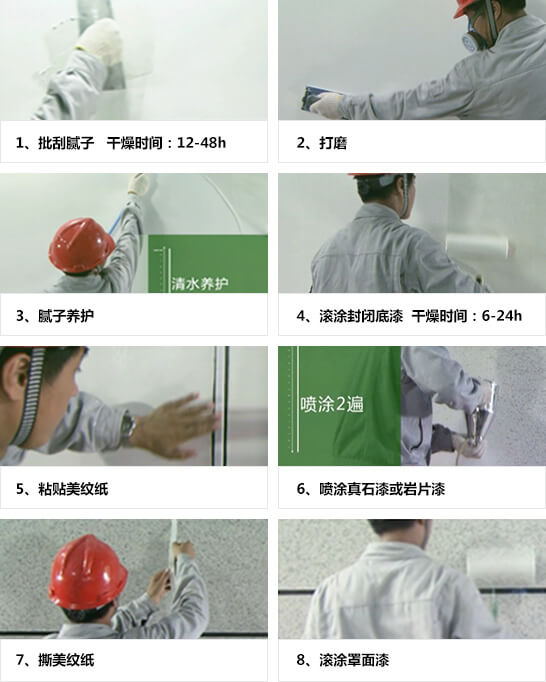 1、批刮腻子 干燥时间：12-48h
2、打磨
清水养护
3、腻子养护
4、滚涂封闭底漆 干燥时间：6-24h
5、粘贴美纹纸
喷涂2遍
6、喷涂真石漆或岩片漆
7、撕美纹纸
8、滚涂罩面漆